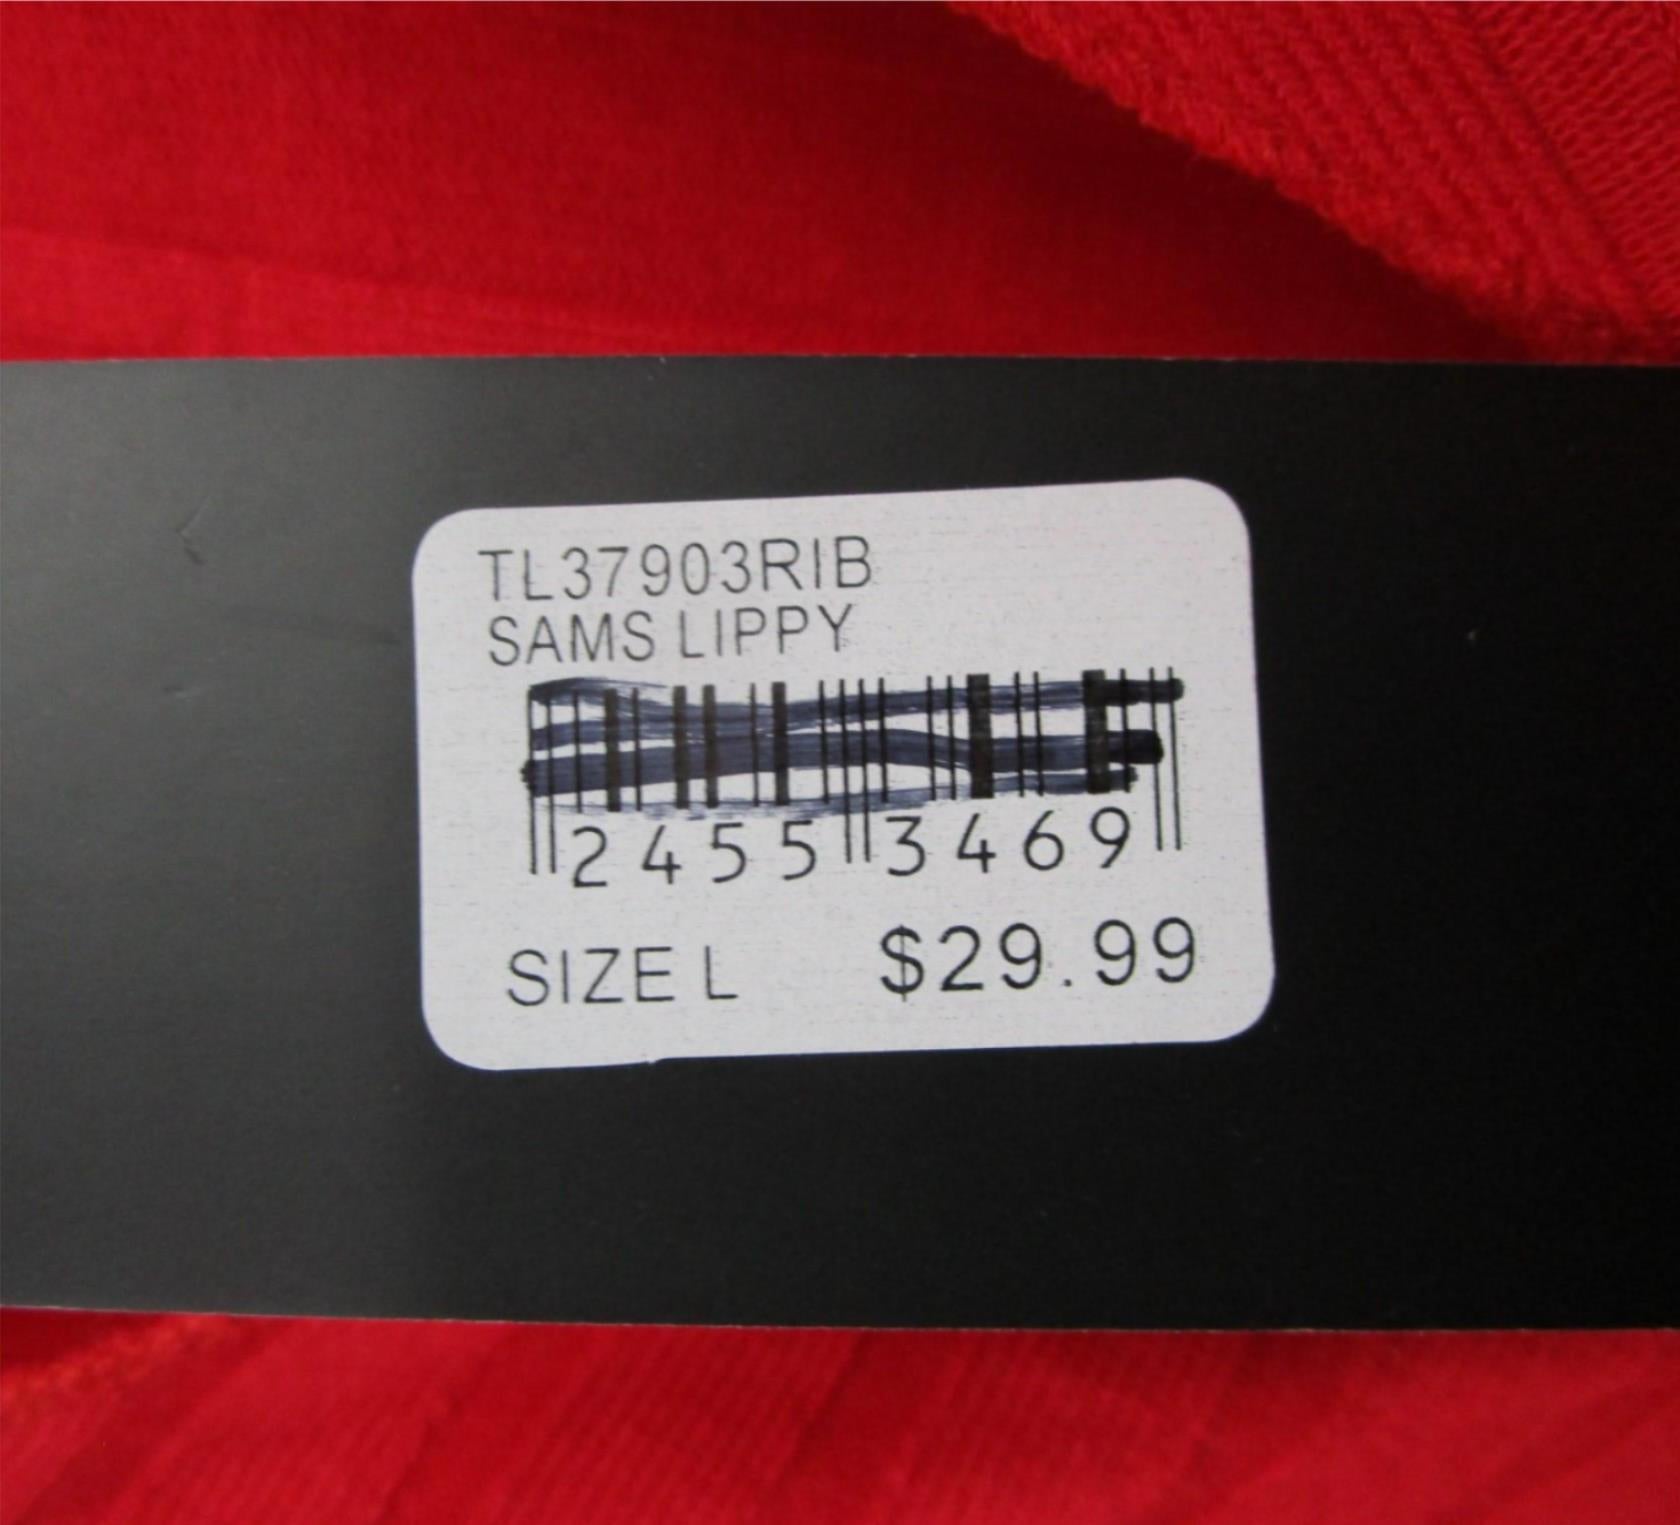 TL37903RIB
SAMS LIPPY
2455 3469
SIZE L $29.99